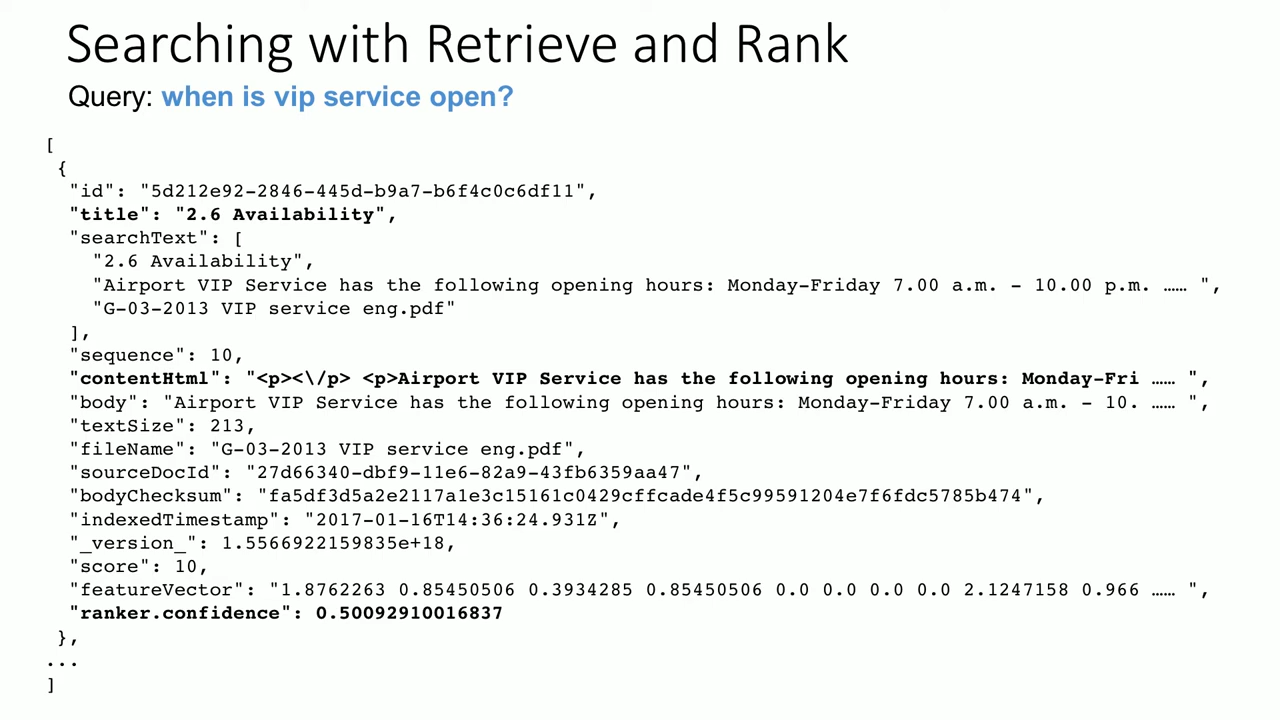 Searching with Retrieve and Rank
Query: when is vip service open?
[
{
"id": "5d212e92-2846-445d-b9a7-b6f4c0c6df11",
"title": "2.6 Availability",
"searchText": [
"2.6 Availability",
"Airport VIP Service has the following opening hours: Monday-Friday 7.00 a.m. - 10.00 p.m. …… ",
"G-03-2013 VIP service eng.pdf"
],
"sequence": 10,
"contentHtml": "<p><\/p> <p>Airport VIP Service has the following opening hours: Monday-Fri …… ",
"body": "Airport VIP Service has the following opening hours: Monday-Friday 7.00 a.m. - 10. …… ",
"textSize": 213,
"fileName": "G-03-2013 VIP service eng.pdf",
"sourceDocId": "27d66340-dbf9-11e6-82a9-43fb6359aa47",
"bodyChecksum": "fa5df3d5a2e2117a1e3c15161c0429cffcade4f5c99591204e7f6fdc5785b474",
"indexedTimestamp": "2017-01-16T14:36:24.931Z",
"_version_": 1.5566922159835e+18,
"score": 10,
"featureVector": "1.8762263 0.85450506 0.3934285 0.85450506 0.0 0.0 0.0 0.0 2.1247158 0.966 …… ",
"ranker.confidence": 0.50092910016837
},
...
]